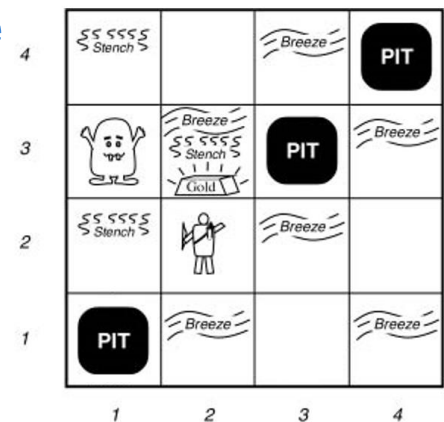 4 Stench Breeze PIT
Breeze
3 Stench PIT Breeze
Gold
2 Stench Breeze
1 PIT Breeze Breeze
1 2 3 4